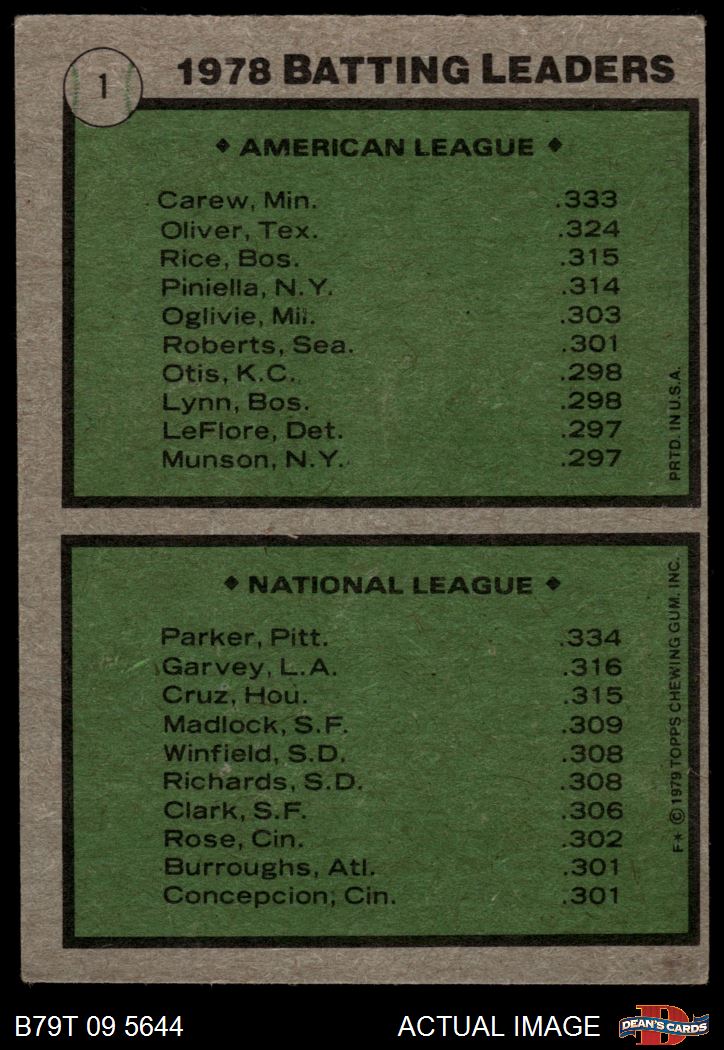 1
1978 BATTING LEADERS
◆ AMERICAN LEAGUE ◆
Carew, Min. .333
Oliver, Tex. .324
Rice, Bos. .315
Piniella, N.Y. .314
Oglivie, Mil. .303
Roberts, Sea. .301
Otis, K.C. .298
Lynn, Bos. .298
LeFlore, Det. .297
Munson, N.Y. .297
PRTD. IN U.S.A.
◆ NATIONAL LEAGUE ◆
Parker, Pitt. .334
Garvey, L.A. .316
Cruz, Hou. .315
Madlock, S.F. .309
Winfield, S.D. .308
Richards, S.D. .308
Clark, S.F. .306
Rose, Cin. .302
Burroughs, Atl. .301
Concepcion, Cin. .301
F* © 1979 TOPPS CHEWING GUM, INC.
B79T 09 5644
ACTUAL IMAGE
D
DEAN'S CARDS